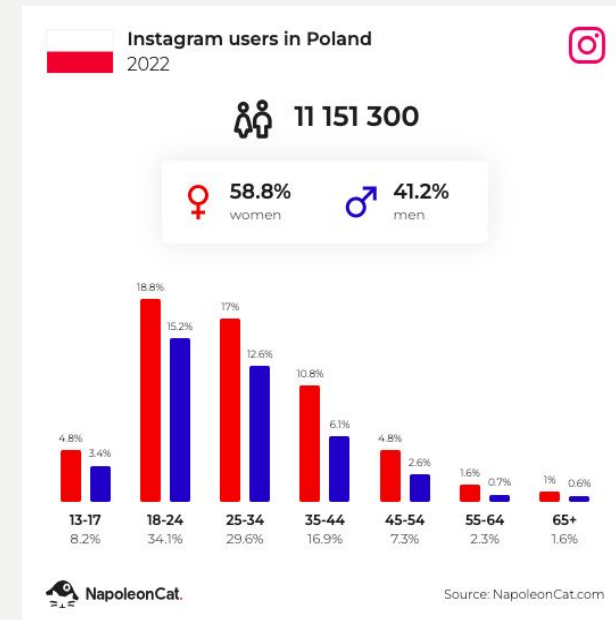 Instagram users in Poland
2022
11 151 300
58.8%
women
41.2%
men
18.8%
15.2%
17%
12.6%
10.8%
6.1%
4.8%
3.4%
4.8%
2.6%
1.6%
0.7%
1%
0.6%
13-17 18-24 25-34 35-44 45-54 55-64 65+
8.2% 34.1% 29.6% 16.9% 7.3% 2.3% 1.6%
NapoleonCat.
Source: NapoleonCat.com